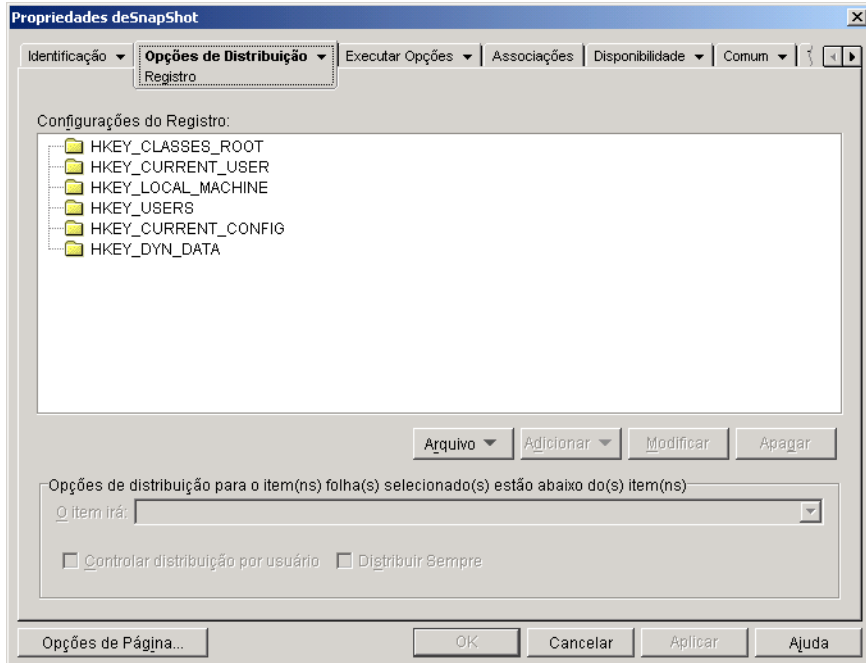 Propriedades deSnapShot
Identificação Opções de Distribuição Executar Opções Associações Disponibilidade Comum
Registro
Configurações do Registro:
HKEY_CLASSES_ROOT
HKEY_CURRENT_USER
HKEY_LOCAL_MACHINE
HKEY_USERS
HKEY_CURRENT_CONFIG
HKEY_DYN_DATA
Arquivo Adicionar Modificar Apagar
Opções de distribuição para o item(ns) folha(s) selecionado(s) estão abaixo do(s) item(ns)
O item irá:
Controlar distribuição por usuário Distribuir Sempre
Opções de Página... OK Cancelar Aplicar Ajuda